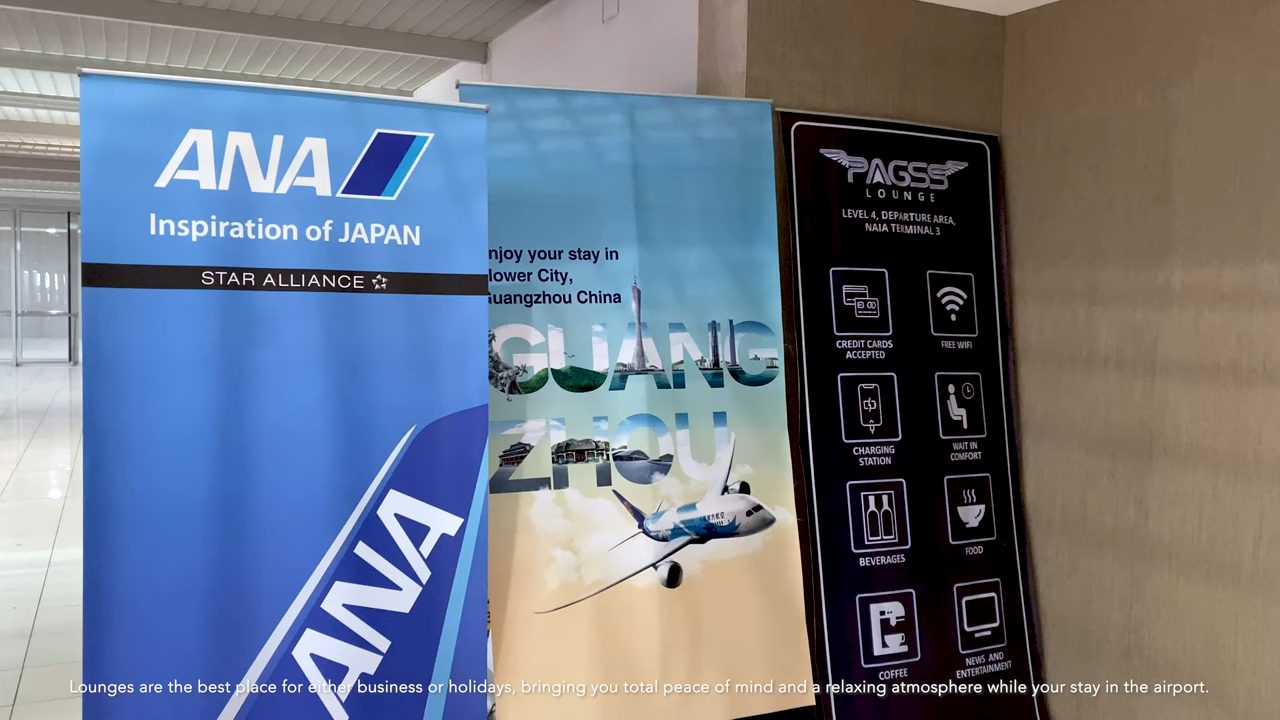 ANA
Inspiration of JAPAN
STAR ALLIANCE
ANA
njoy your stay in
lower City,
uangzhou China
GUANG
ZHOU
PAGSS
LOUNGE
LEVEL 4, DEPARTURE AREA,
NAIA TERMINAL 3
CREDIT CARDS
ACCEPTED
FREE WIFI
CHARGING
STATION
WAIT IN
COMFORT
BEVERAGES
FOOD
COFFEE
NEWS AND
ENTERTAINMENT
Lounges are the best place for either business or holidays, bringing you total peace of mind and a relaxing atmosphere while your stay in the airport.